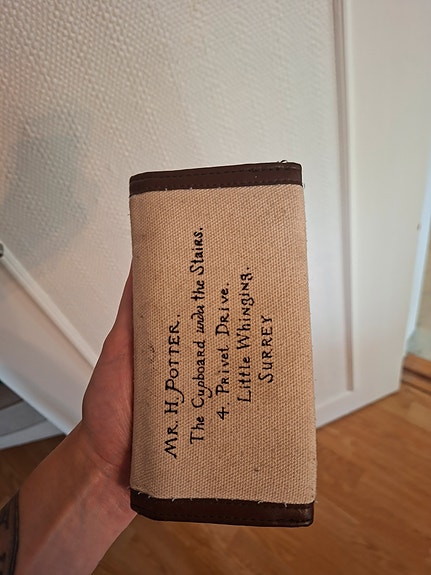 MR. H. POTTER.
The Cupboard under the Stairs.
4. Privet Drive.
Little Whinging.
SURREY